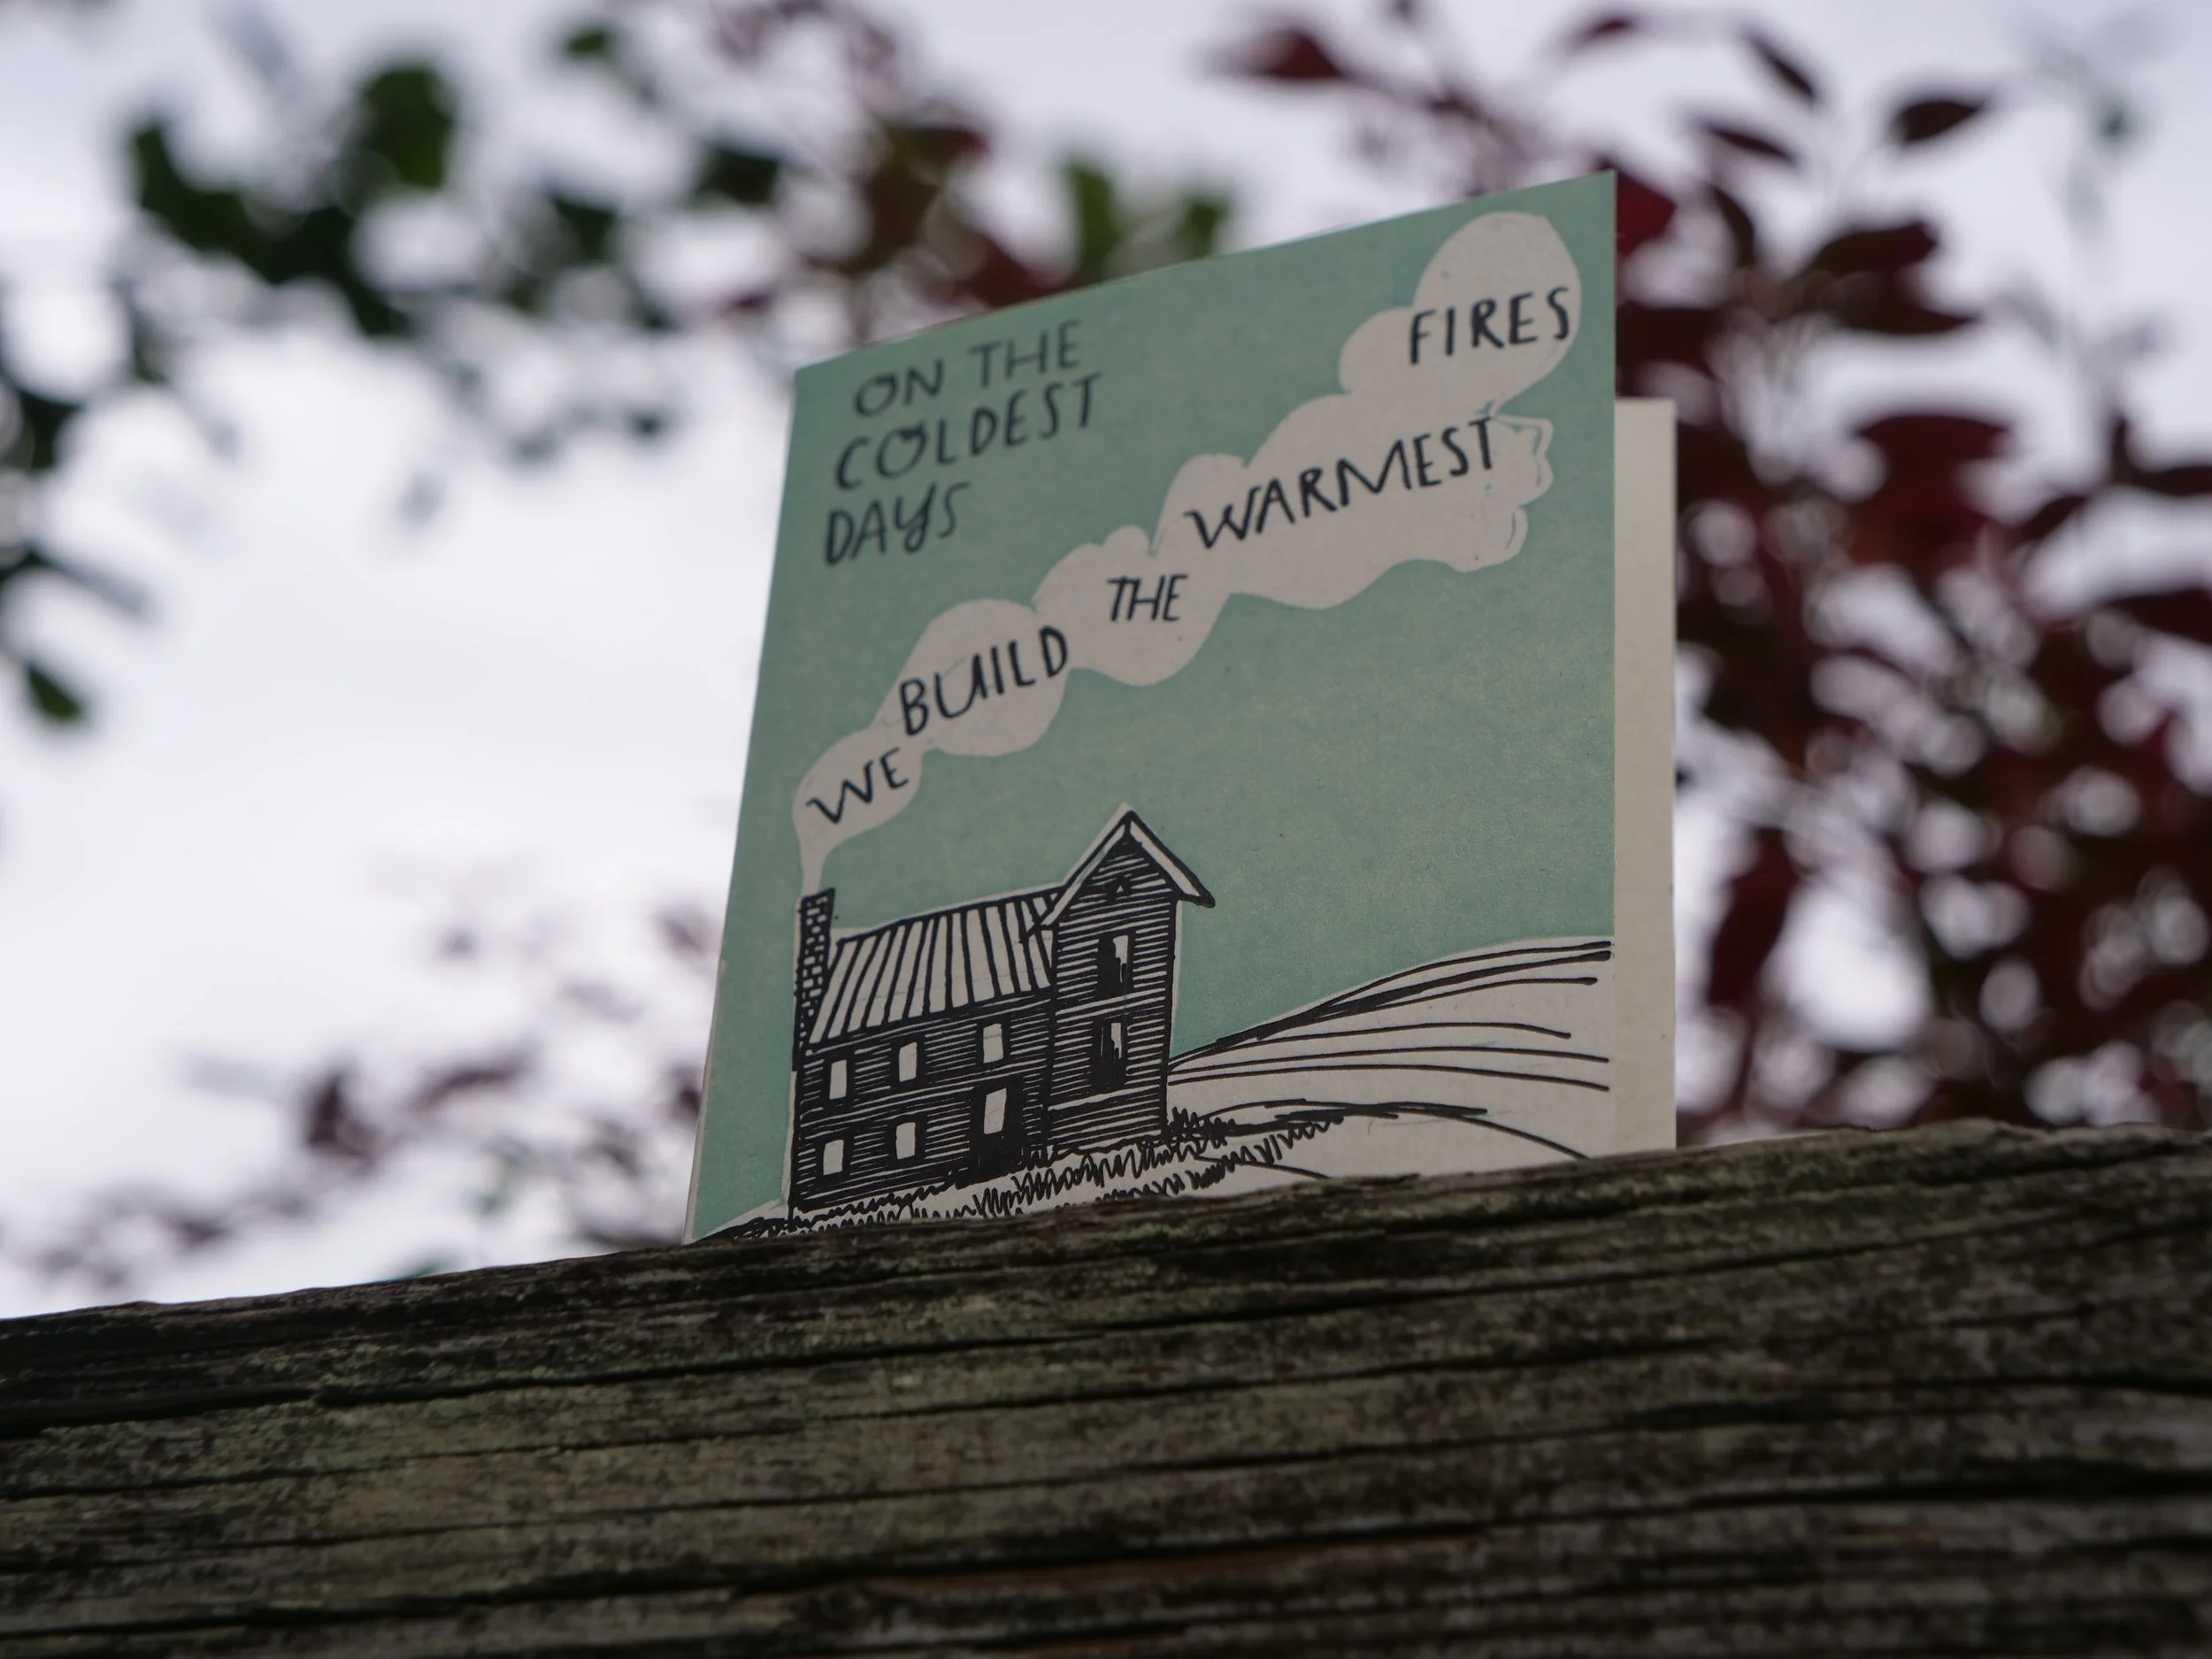 ON THE
COLDEST
DAYS
WE BUILD THE WARMEST FIRES